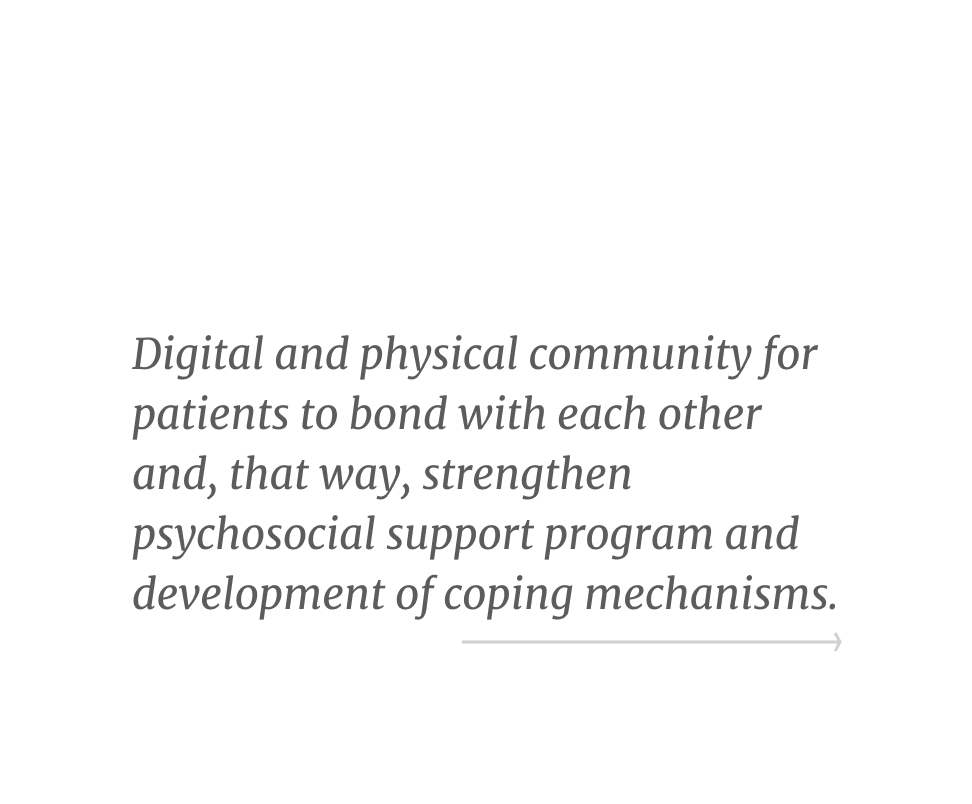 Digital and physical community for
patients to bond with each other
and, that way, strengthen
psychosocial support program and
development of coping mechanisms.